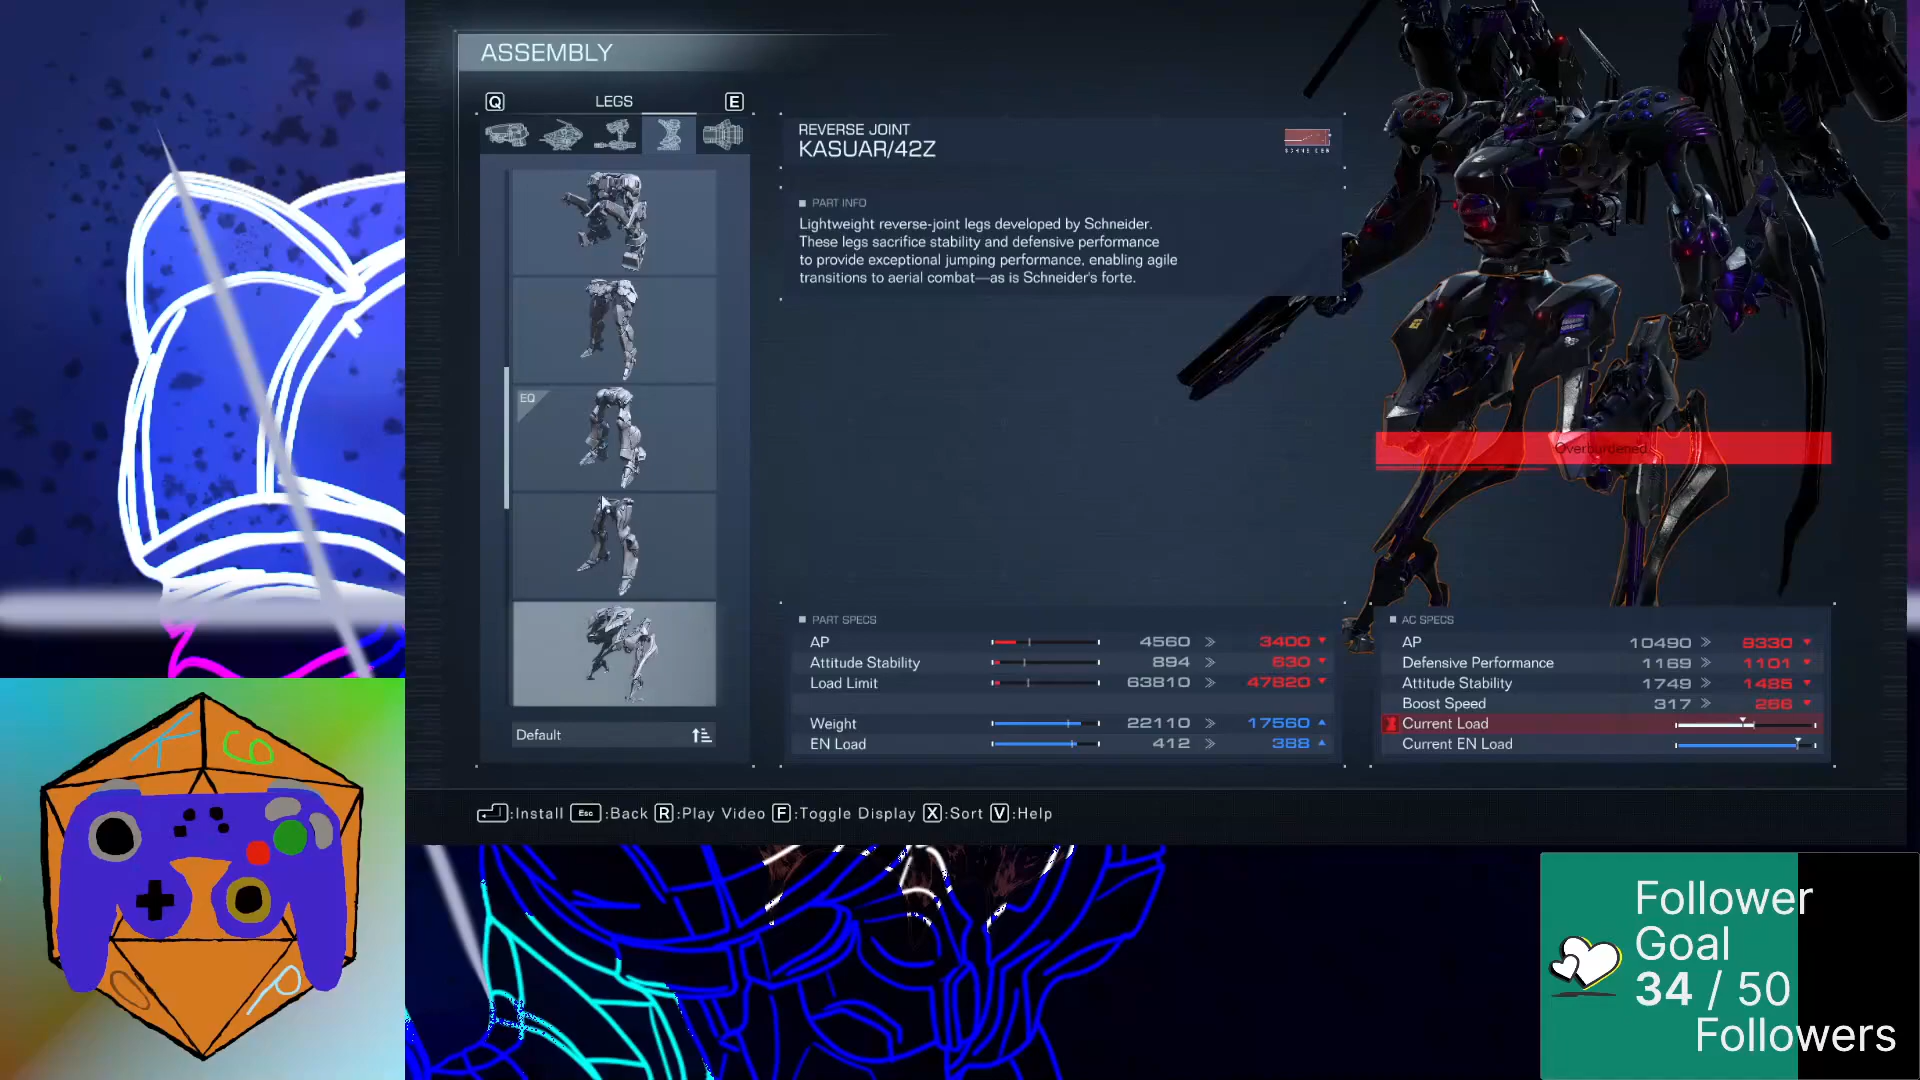 ASSEMBLY
Q LEGS E
REVERSE JOINT
KASUAR/42Z
PART INFO
Lightweight reverse-joint legs developed by Schneider.
These legs sacrifice stability and defensive performance
to provide exceptional jumping performance, enabling agile
transitions to aerial combat—as is Schneider's forte.
EQ
Overburdened
Default
PART SPECS
AP 4560 3400
Attitude Stability 894 630
Load Limit 63810 47820
Weight 22110 17560
EN Load 412 388
AC SPECS
AP 10490 9330
Defensive Performance 1169 1101
Attitude Stability 1749 1485
Boost Speed 317 266
Current Load
Current EN Load
:Install Esc :Back R :Play Video F :Toggle Display X :Sort V :Help
K G
O P
Follower
Goal
34 / 50
Followers